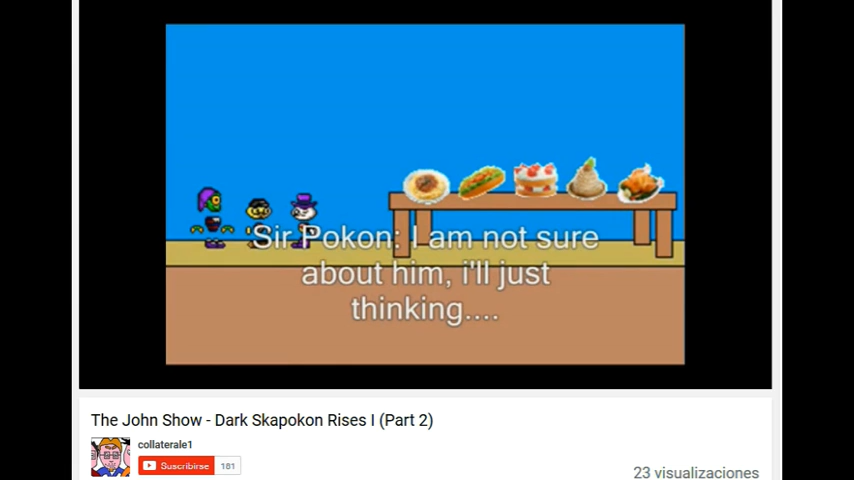 Sir Pokon: I am not sure
about him, i'll just
thinking....
The John Show - Dark Skapokon Rises I (Part 2)
collaterale1
Suscribirse 181
23 visualizaciones